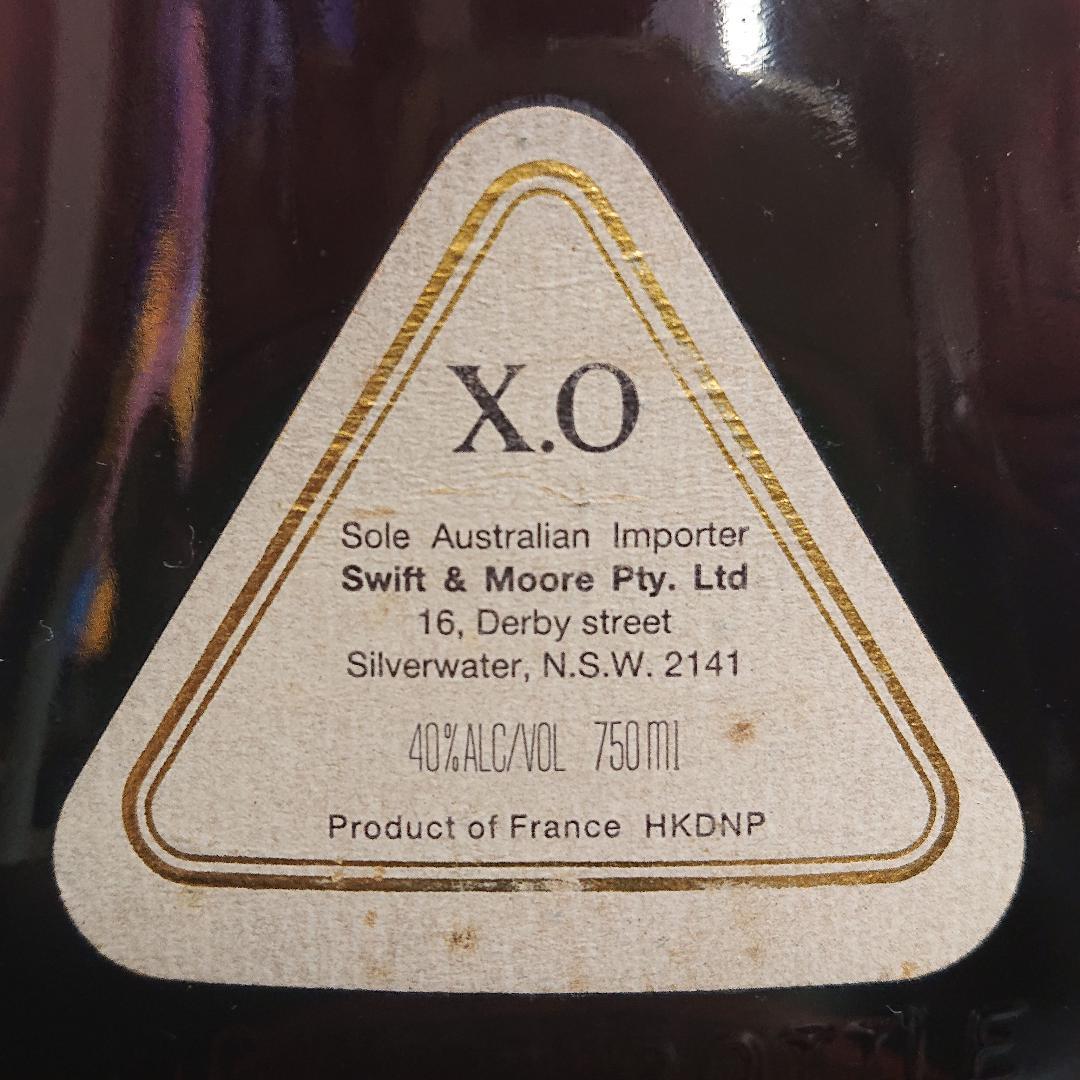 X.O
Sole Australian Importer
Swift & Moore Pty. Ltd
16, Derby street
Silverwater, N.S.W. 2141
40%ALC/VOL 750ml
Product of France HKDNP